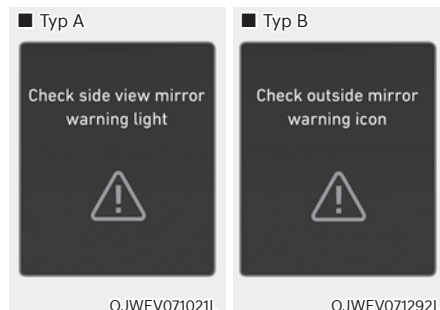 ■ Typ A
Check side view mirror
warning light
OJWEV071021L
■ Typ B
Check outside mirror
warning icon
OJWEV071292L